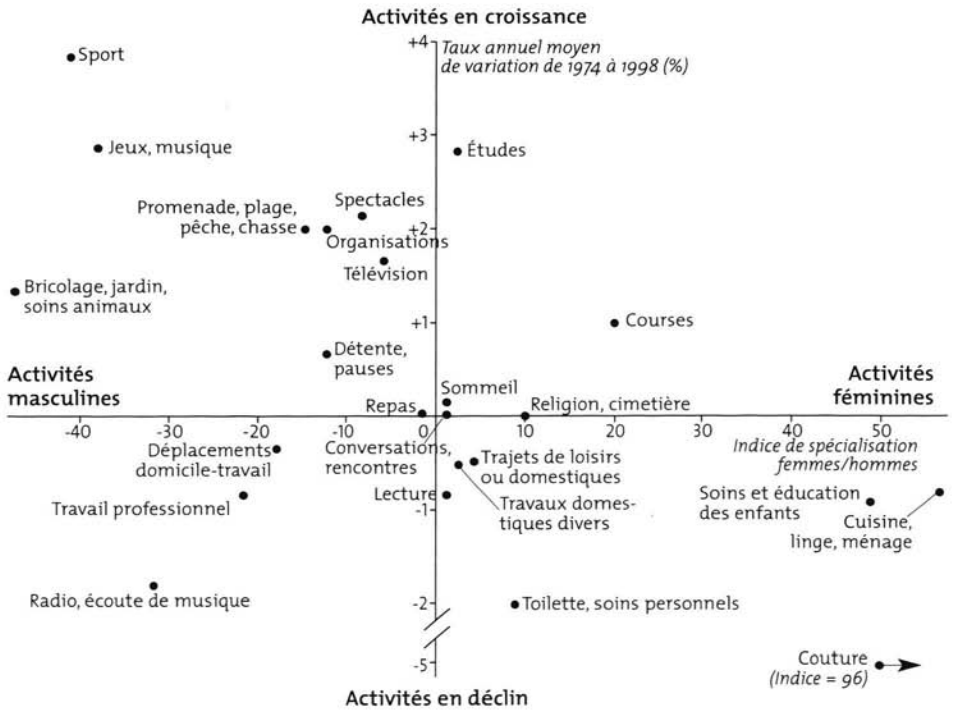 Activités en croissance
+4
Taux annuel moyen
de variation de 1974 à 1998 (%)
Sport
+3
Jeux, musique
Études
Spectacles
Promenade, plage,
pêche, chasse
+2
Organisations
Télévision
Bricolage, jardin,
soins animaux
+1
Courses
Détente,
pauses
Activités
masculines
Activités
féminines
Sommeil
Repas
Religion, cimetière
-40
-30
-20
-10
0
10
20
30
40
50
Indice de spécialisation
femmes/hommes
Déplacements
domicile-travail
Conversations,
rencontres
Trajets de loisirs
ou domestiques
Lecture
Travaux domes-
tiques divers
Travail professionnel
-1
Soins et éducation
des enfants
Cuisine,
linge, ménage
Radio, écoute de musique
-2
Toilette, soins personnels
-5
Couture
(Indice = 96)
Activités en déclin